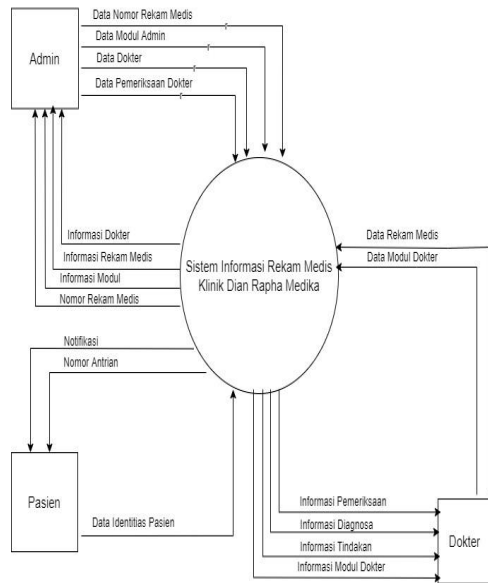 Data Nomor Rekam Medis
Data Modul Admin
Data Dokter
Data Pemeriksaan Dokter
Admin
Informasi Dokter
Informasi Rekam Medis
Informasi Modul
Nomor Rekam Medis
Sistem Informasi Rekam Medis
Klinik Dian Rapha Medika
Data Rekam Medis
Data Modul Dokter
Notifikasi
Nomor Antrian
Pasien
Data Identitias Pasien
Informasi Pemeriksaan
Informasi Diagnosa
Informasi Tindakan
Informasi Modul Dokter
Dokter